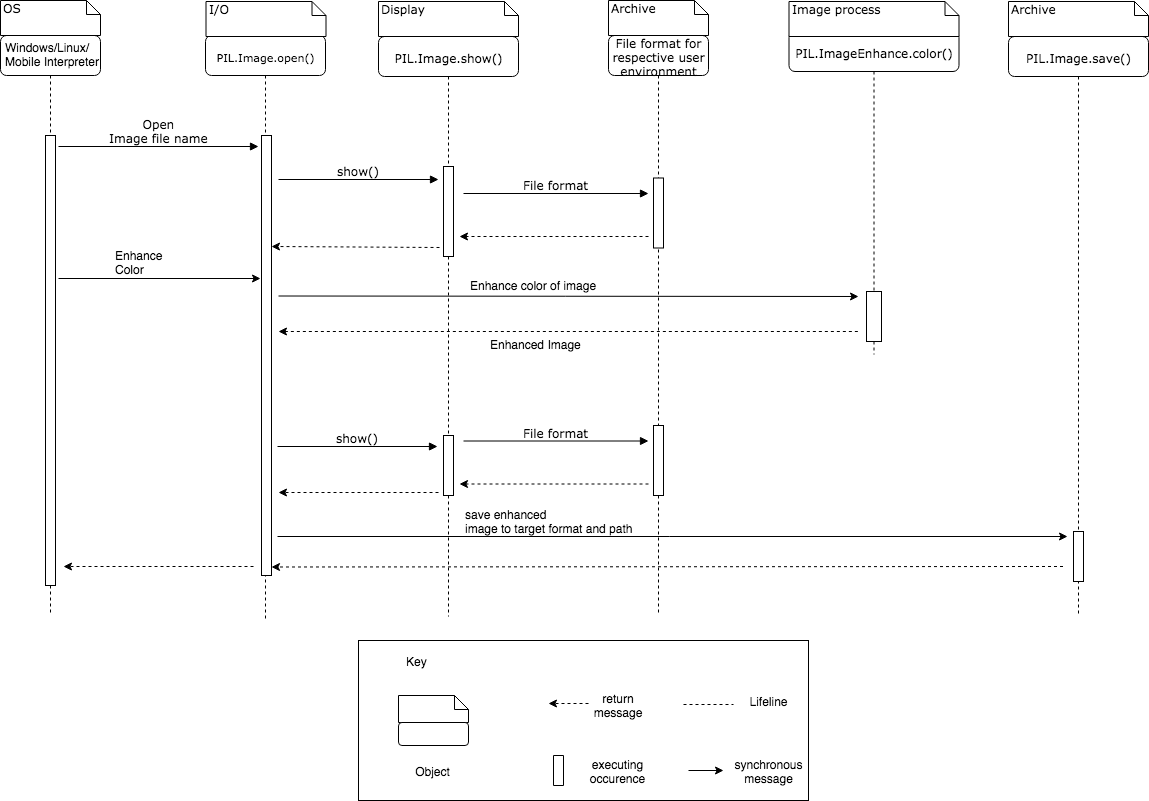 OS
I/O
Display
Archive
Image process
Archive
Windows/Linux/
Mobile Interpreter
PIL.Image.open()
PIL.Image.show()
File format for
respective user
environment
PIL.ImageEnhance.color()
PIL.Image.save()
Open
Image file name
show()
File format
Enhance
Color
Enhance color of image
Enhanced Image
show()
File format
save enhanced
image to target format and path
Key
return
message
Lifeline
Object
executing
occurence
synchronous
message